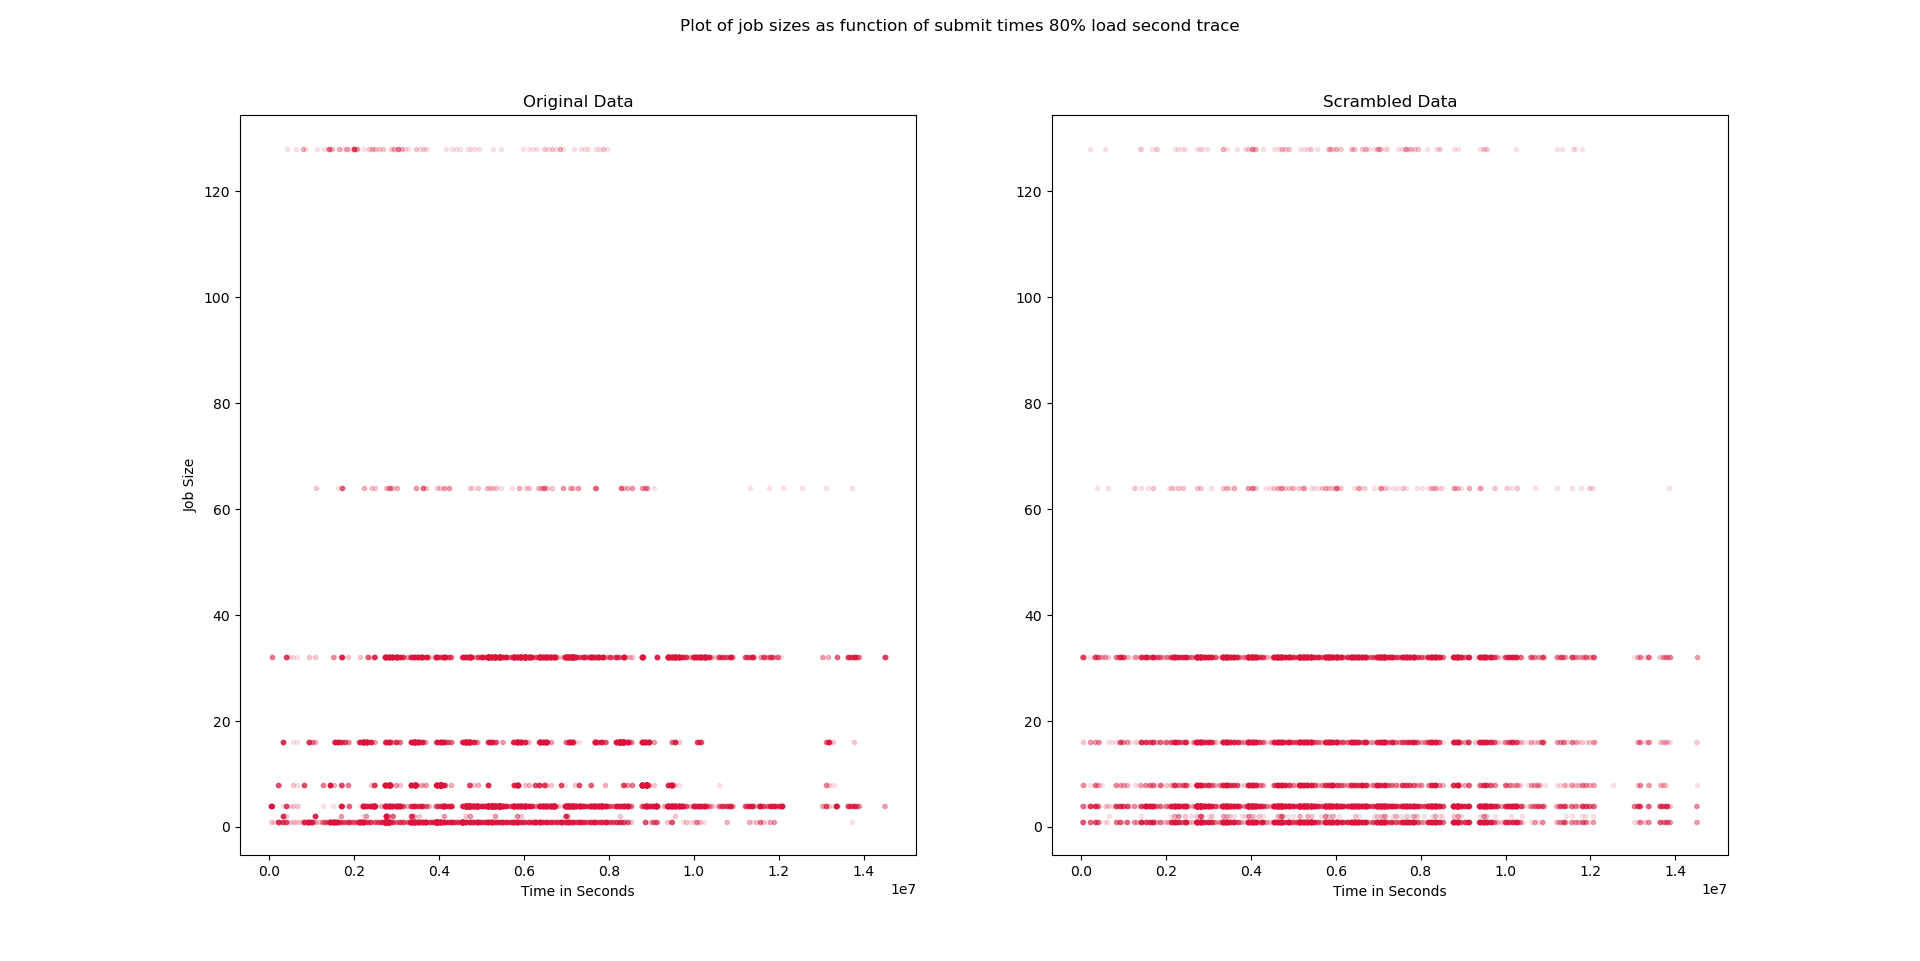 Plot of job sizes as function of submit times 80% load second trace
Original Data
Job Size
120
100
80
60
40
20
0
0.0 0.2 0.4 0.6 0.8 1.0 1.2 1.4
1e7
Time in Seconds
Scrambled Data
120
100
80
60
40
20
0
0.0 0.2 0.4 0.6 0.8 1.0 1.2 1.4
1e7
Time in Seconds